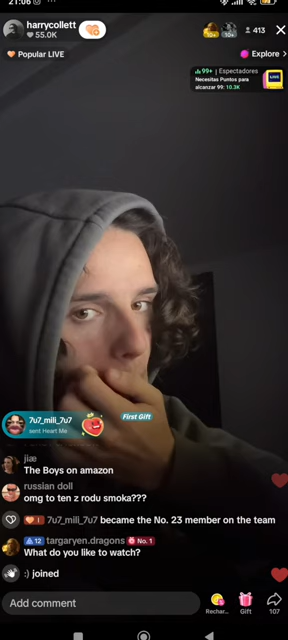 21:06
harrycollett
55.0K
10+
10+
413
Popular LIVE
Explore >
99+ | Espectadores
LIVE
Necesitas Puntos para
alcanzar 99: 10.3K
First Gift
7u7_mili_7u7
sent Heart Me
jiæ
The Boys on amazon
russian doll
omg to ten z rodu smoka???
I 7u7_mili_7u7 became the No. 23 member on the team
12 targaryen.dragons No. 1
What do you like to watch?
:) joined
Add comment
Rechar...
Gift
107